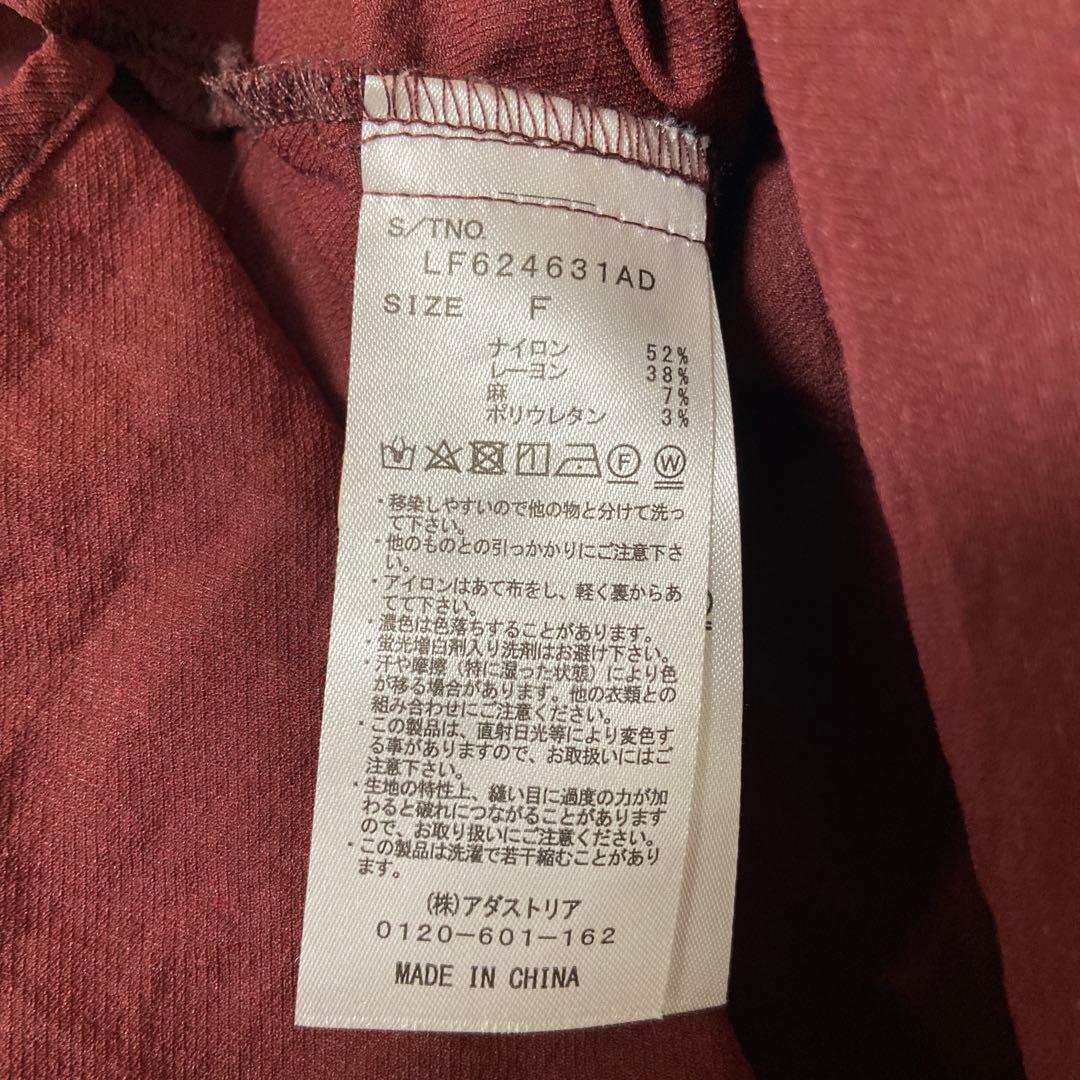 S/TNO.
LF624631AD
SIZE F
ナイロン 52%
レーヨン 38%
麻 7%
ポリウレタン 3%
F W
・移染しやすいので他の物と分けて洗っ
て下さい。
・他のものとの引っかかりにご注意下さ
い。
・アイロンはあて布をし、軽く裏からあ
てて下さい。
・濃色は色落ちすることがあります。
・蛍光増白剤入り洗剤はお避け下さい。
・汗や摩擦（特に湿った状態）により色
が移る場合があります。他の衣類との
組み合わせにご注意ください。
・この製品は、直射日光等により変色す
る事がありますので、お取扱いにはご
注意下さい。
・生地の特性上、縫い目に過度の力が加
わると破れにつながることがあります
ので、お取り扱いにご注意ください。
・この製品は洗濯で若干縮むことがあり
ます。
(株)アダストリア
0120-601-162
MADE IN CHINA